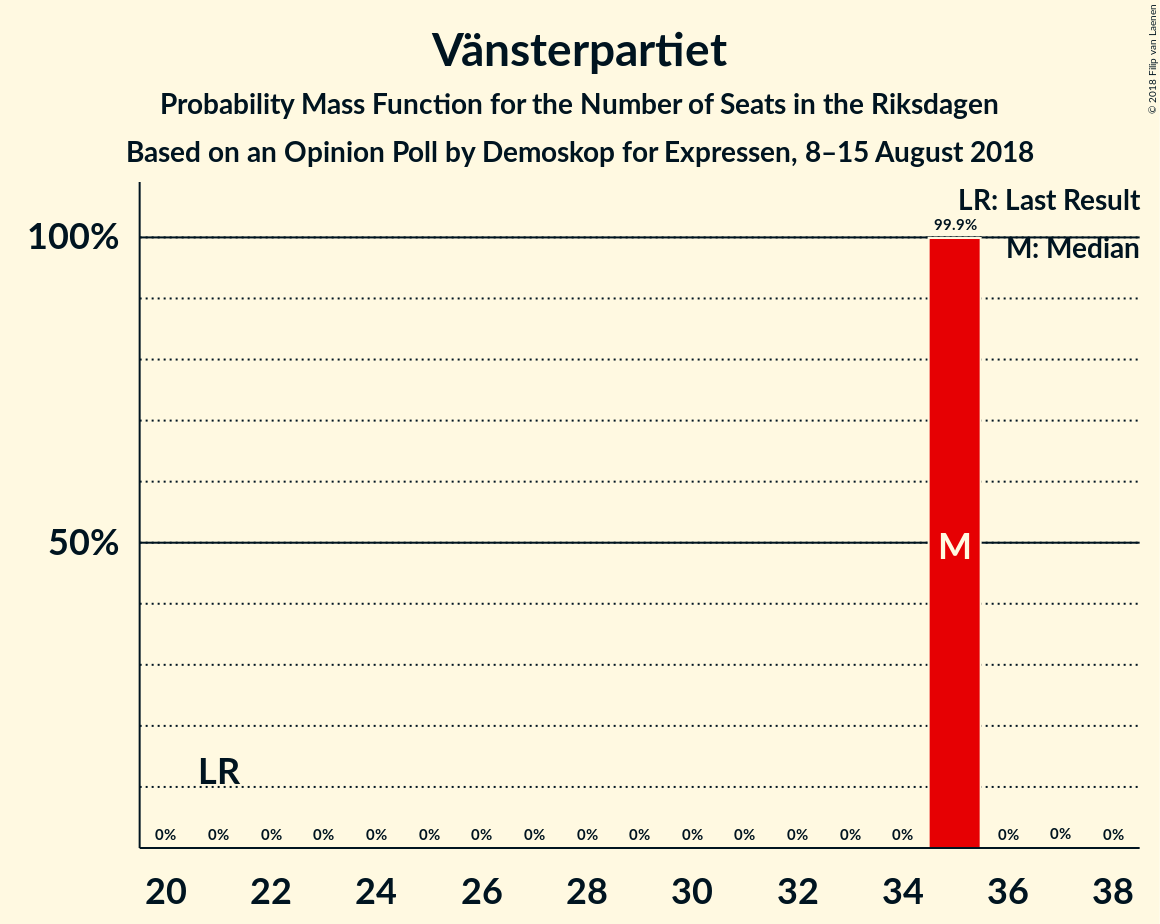 Vänsterpartiet
Probability Mass Function for the Number of Seats in the Riksdagen
Based on an Opinion Poll by Demoskop for Expressen, 8–15 August 2018
© 2018 Filip van Laenen
LR: Last Result
M: Median
99.9%
100%
50%
M
LR
0% 0% 0% 0% 0% 0% 0% 0% 0% 0% 0% 0% 0% 0% 0% 0% 0% 0%
20 22 24 26 28 30 32 34 36 38